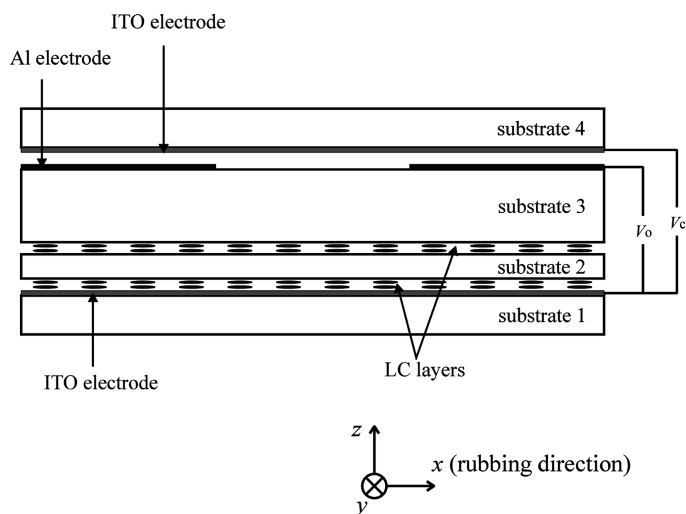 ITO electrode
Al electrode
substrate 4
substrate 3
Vo
Vc
substrate 2
substrate 1
LC layers
ITO electrode
z
x (rubbing direction)
y